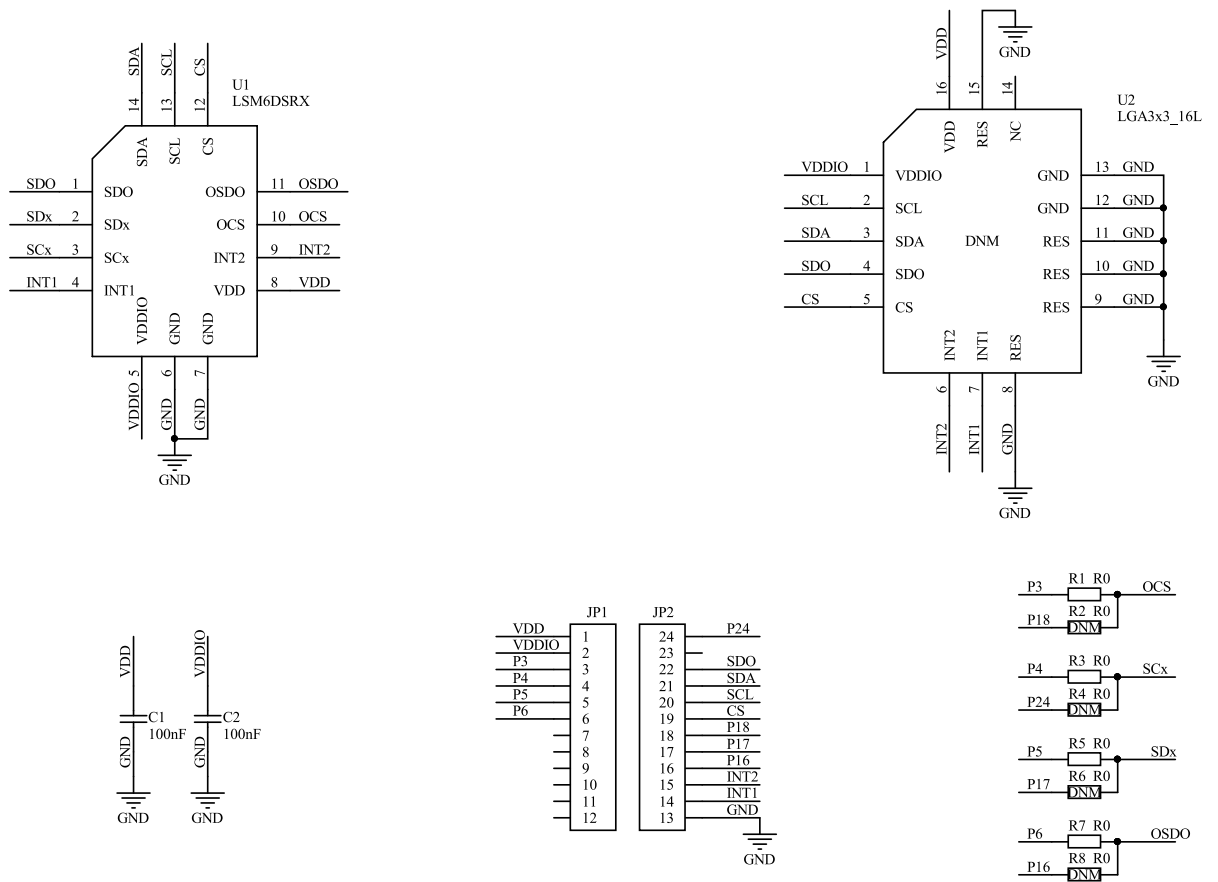 SDA
SCL
CS
14
13
12
U1
LSM6DSRX
SDA
SCL
CS
SDO 1 SDO
OSDO 11 OSDO
SDx 2 SDx
OCS 10 OCS
SCx 3 SCx
INT2 9 INT2
INT1 4 INT1
VDD 8 VDD
VDDIO
GND
GND
VDDIO 5
GND 6
GND 7
GND
VDD
GND
16
15
14
U2
LGA3x3_16L
VDD
RES
NC
VDDIO 1 VDDIO
GND 13 GND
SCL 2 SCL
GND 12 GND
SDA 3 SDA
DNM
RES 11 GND
SDO 4 SDO
RES 10 GND
CS 5 CS
RES 9 GND
INT2
INT1
RES
GND
6
7
8
INT2
INT1
GND
GND
VDD
C1
100nF
GND
GND
VDDIO
C2
100nF
GND
GND
JP1
VDD 1
VDDIO 2
P3 3
P4 4
P5 5
P6 6
7
8
9
10
11
12
JP2
24 P24
23
22 SDO
21 SDA
20 SCL
19 CS
18 P18
17 P17
16 P16
15 INT2
14 INT1
13 GND
GND
P3 R1 R0 OCS
P18 R2 R0
DNM
P4 R3 R0 SCx
P24 R4 R0
DNM
P5 R5 R0 SDx
P17 R6 R0
DNM
P6 R7 R0 OSDO
P16 R8 R0
DNM